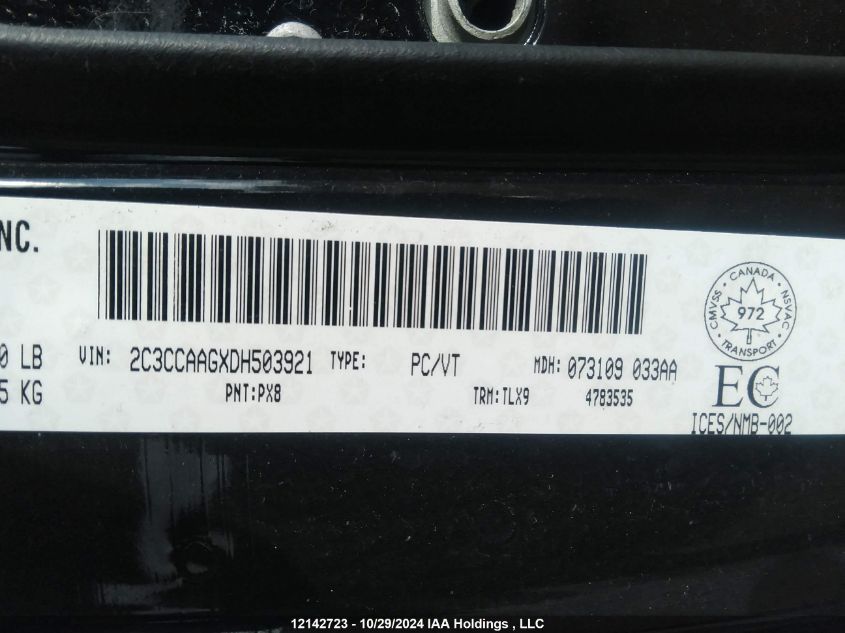 NC.
CMVSS · CANADA · NSVAC
972
TRANSPORT
0 LB
5 KG
VIN: 2C3CCAAGXDH503921 TYPE: PC/VT MDH: 073109 033AA
PNT:PX8 TRM:TLX9 4783535
EC
ICES/NMB-002
12142723 - 10/29/2024 IAA Holdings , LLC